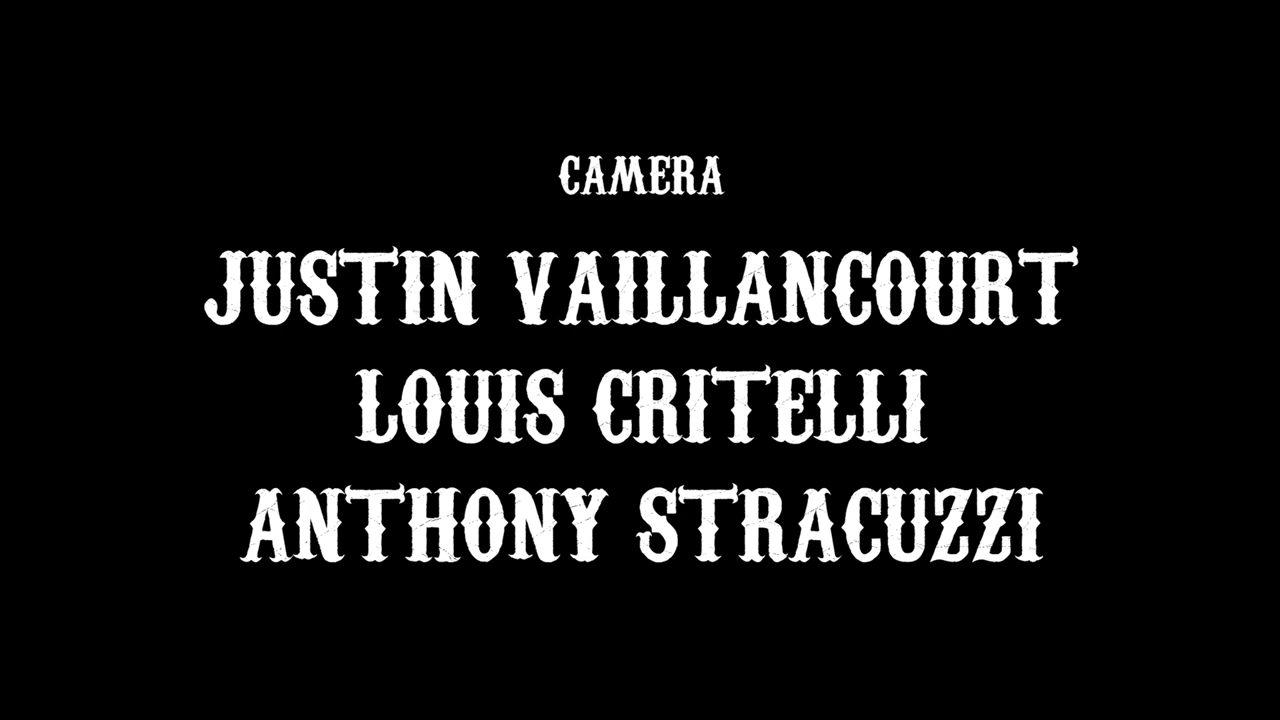 CAMERA
JUSTIN VAILLANCOURT
LOUIS CRITELLI
ANTHONY STRACUZZI